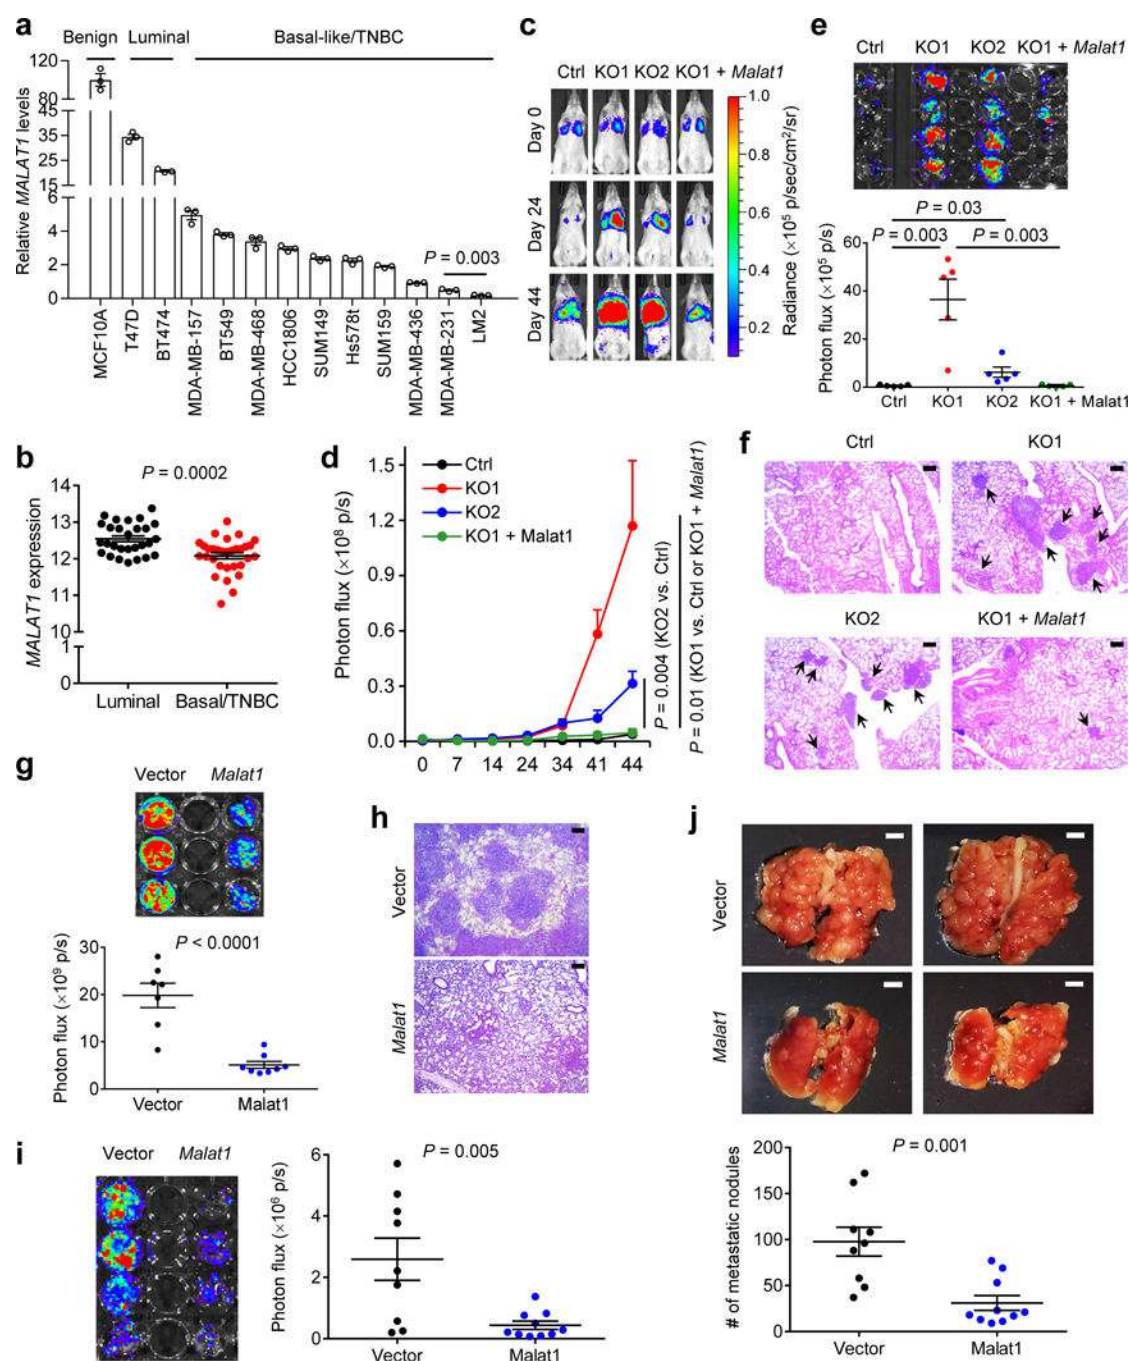 a
Benign Luminal Basal-like/TNBC
Relative MALAT1 levels
120
80
45
35
25
15
6
4
2
0
P = 0.003
MCF10A
T47D
BT474
MDA-MB-157
BT549
MDA-MB-468
HCC1806
SUM149
Hs578t
SUM159
MDA-MB-436
MDA-MB-231
LM2
b
P = 0.0002
MALAT1 expression
15
14
13
12
11
10
1
0
Luminal Basal/TNBC
c
Ctrl KO1 KO2 KO1 + Malat1
Day 0
Day 24
Day 44
1.0
0.8
0.6
0.4
0.2
Radiance (×10⁵ p/sec/cm²/sr)
d
Ctrl
KO1
KO2
KO1 + Malat1
Photon flux (×10⁸ p/s)
1.5
1.2
0.9
0.6
0.3
0.0
0 7 14 24 34 41 44
P = 0.004 (KO2 vs. Ctrl)
P = 0.01 (KO1 vs. Ctrl or KO1 + Malat1)
e
Ctrl KO1 KO2 KO1 + Malat1
P = 0.03
P = 0.003 P = 0.003
Photon flux (×10⁵ p/s)
60
40
20
0
Ctrl KO1 KO2 KO1 + Malat1
f
Ctrl KO1
KO2 KO1 + Malat1
g
Vector Malat1
P < 0.0001
Photon flux (×10⁹ p/s)
30
20
10
0
Vector Malat1
h
Vector
Malat1
i
Vector Malat1
P = 0.005
Photon flux (×10⁶ p/s)
6
4
2
0
Vector Malat1
j
Vector
Malat1
P = 0.001
# of metastatic nodules
200
150
100
50
0
Vector Malat1